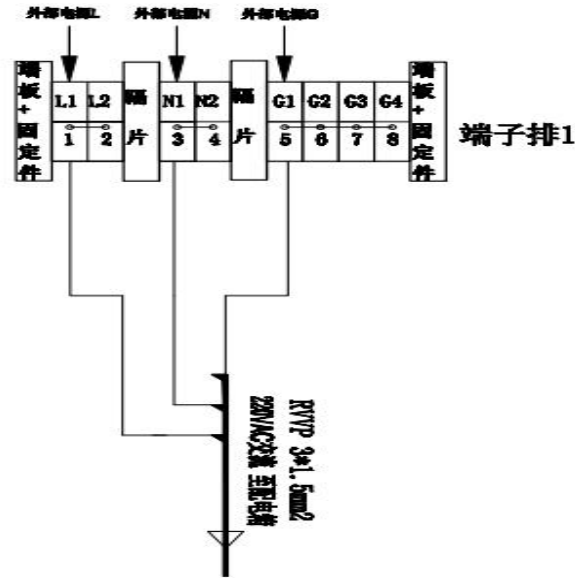 外部电源L 外部电源N 外部电源G
端板+固定件 L1 L2 隔片 N1 N2 隔片 G1 G2 G3 G4 端板+固定件
1 2 3 4 5 6 7 8
端子排1
RVVP 3*1.5mm2
220VAC交流 至配电箱